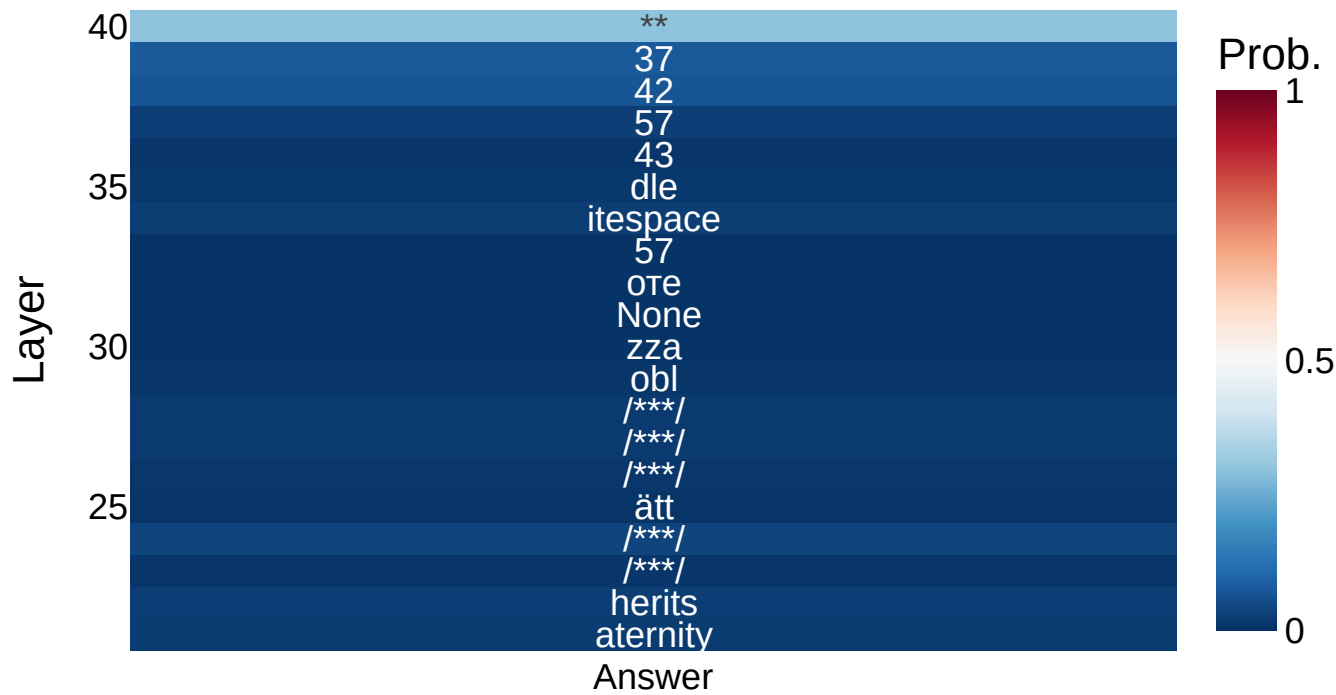 40
**
37
42
57
43
35
dle
itespace
57
оте
None
30
zza
obl
/***/
/***/
/***/
25
ätt
/***/
/***/
herits
aternity
Layer
Answer
Prob.
1
0.5
0